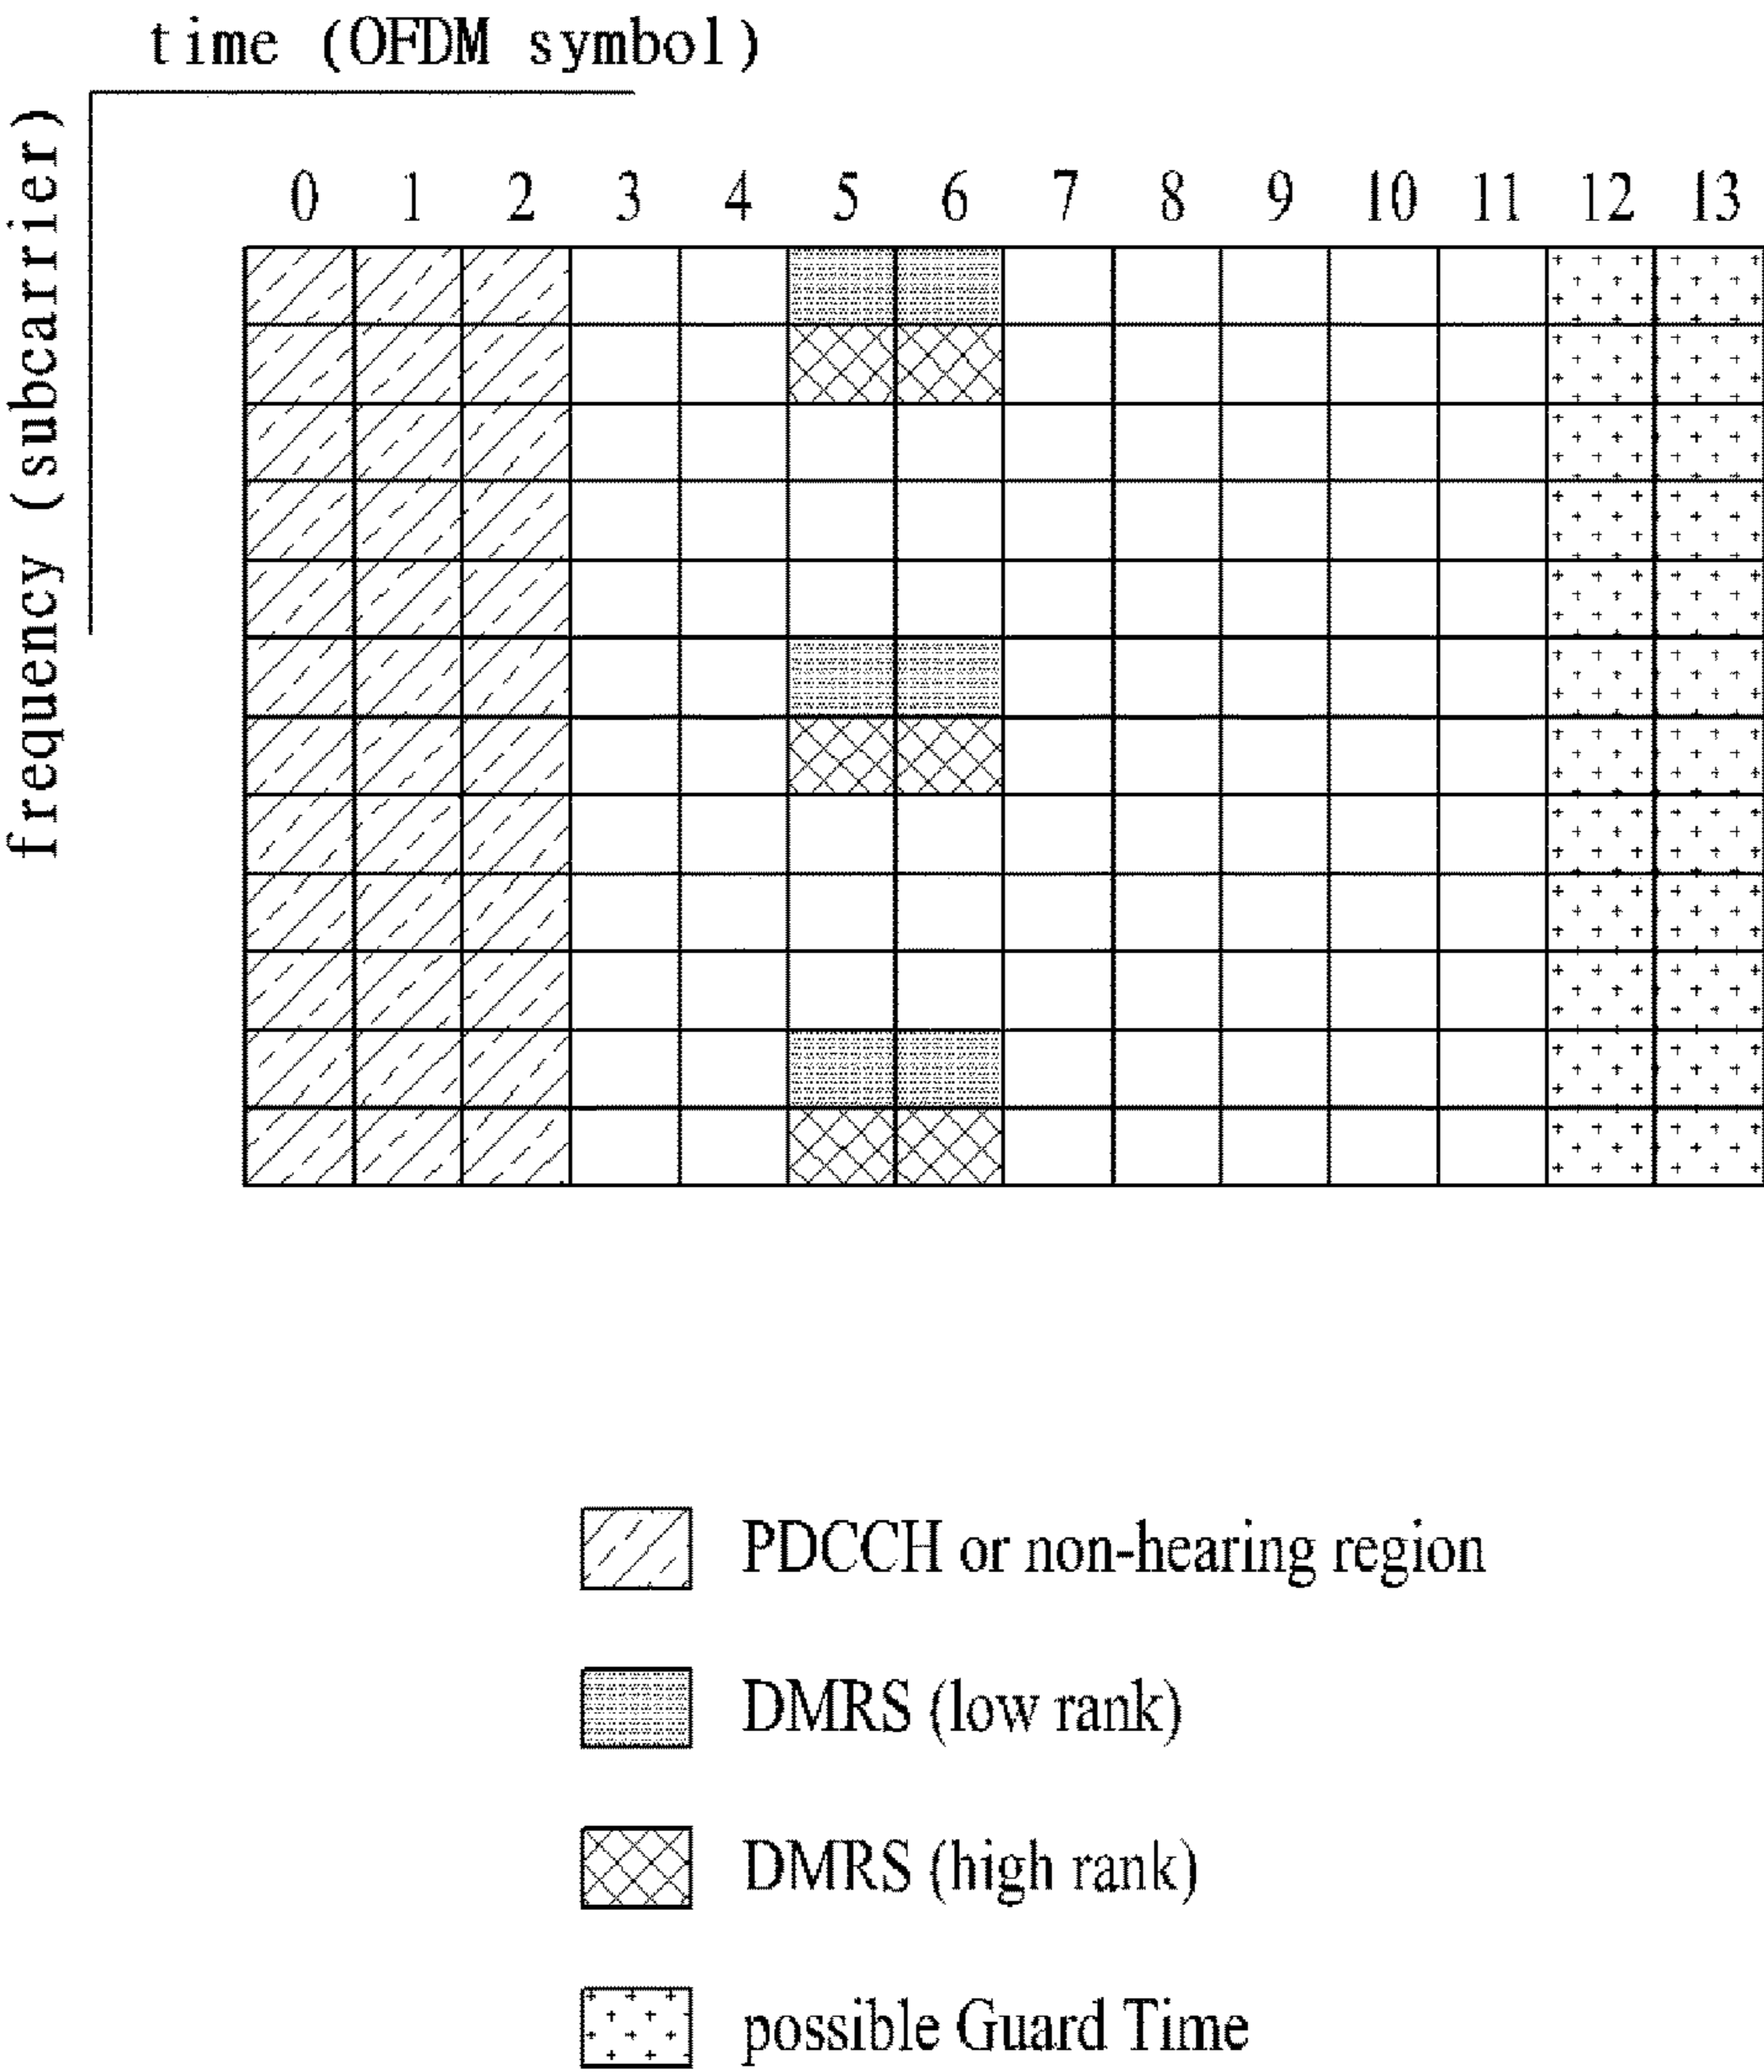 time (OFDM symbol)
frequency (subcarrier)
0 1 2 3 4 5 6 7 8 9 10 11 12 13
PDCCH or non-hearing region
DMRS (low rank)
DMRS (high rank)
possible Guard Time